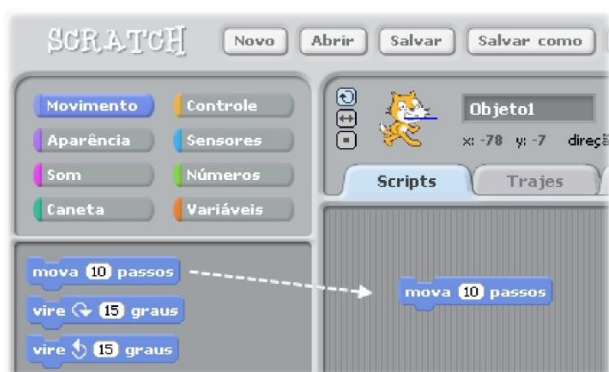 SCRATCH Novo Abrir Salvar Salvar como
Movimento Controle
Aparência Sensores
Som Números
Caneta Variáveis
Objeto1
x: -78 y: -7
Scripts Trajes
mova 10 passos
vire 15 graus
vire 15 graus
mova 10 passos